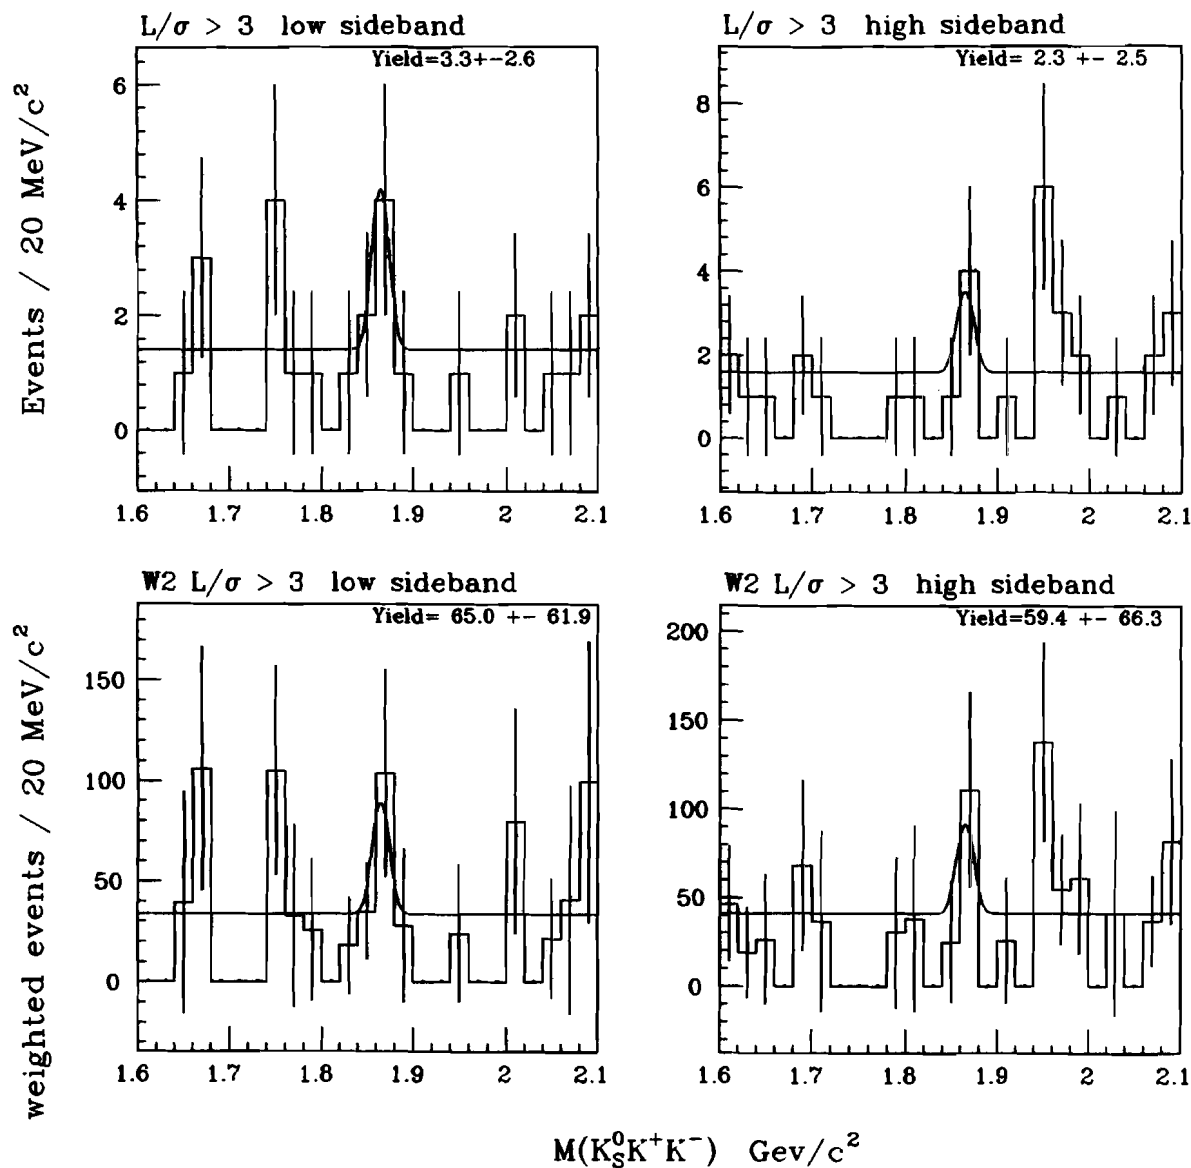 L/σ > 3 low sideband
Yield=3.3+-2.6
Events / 20 MeV/c²
6
4
2
0
1.6 1.7 1.8 1.9 2 2.1
L/σ > 3 high sideband
Yield= 2.3 +- 2.5
8
6
4
2
0
1.6 1.7 1.8 1.9 2 2.1
W2 L/σ > 3 low sideband
Yield= 65.0 +- 61.9
weighted events / 20 MeV/c²
150
100
50
0
1.6 1.7 1.8 1.9 2 2.1
W2 L/σ > 3 high sideband
Yield=59.4 +- 66.3
200
150
100
50
0
1.6 1.7 1.8 1.9 2 2.1
M(K⁰_S K⁺K⁻) Gev/c²